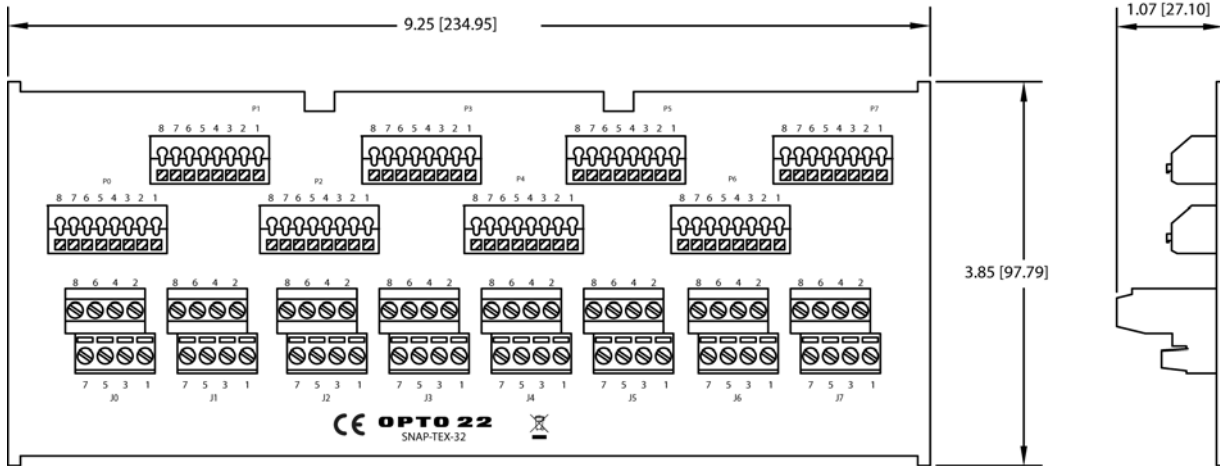 9.25 [234.95]
1.07 [27.10]
P1 P3 P5 P7
8 7 6 5 4 3 2 1 8 7 6 5 4 3 2 1 8 7 6 5 4 3 2 1 8 7 6 5 4 3 2 1
P0 P2 P4 P6
8 7 6 5 4 3 2 1 8 7 6 5 4 3 2 1 8 7 6 5 4 3 2 1 8 7 6 5 4 3 2 1
3.85 [97.79]
8 6 4 2 8 6 4 2 8 6 4 2 8 6 4 2 8 6 4 2 8 6 4 2 8 6 4 2 8 6 4 2
7 5 3 1 7 5 3 1 7 5 3 1 7 5 3 1 7 5 3 1 7 5 3 1 7 5 3 1 7 5 3 1
J0 J1 J2 J3 J4 J5 J6 J7
CE OPTO 22
SNAP-TEX-32